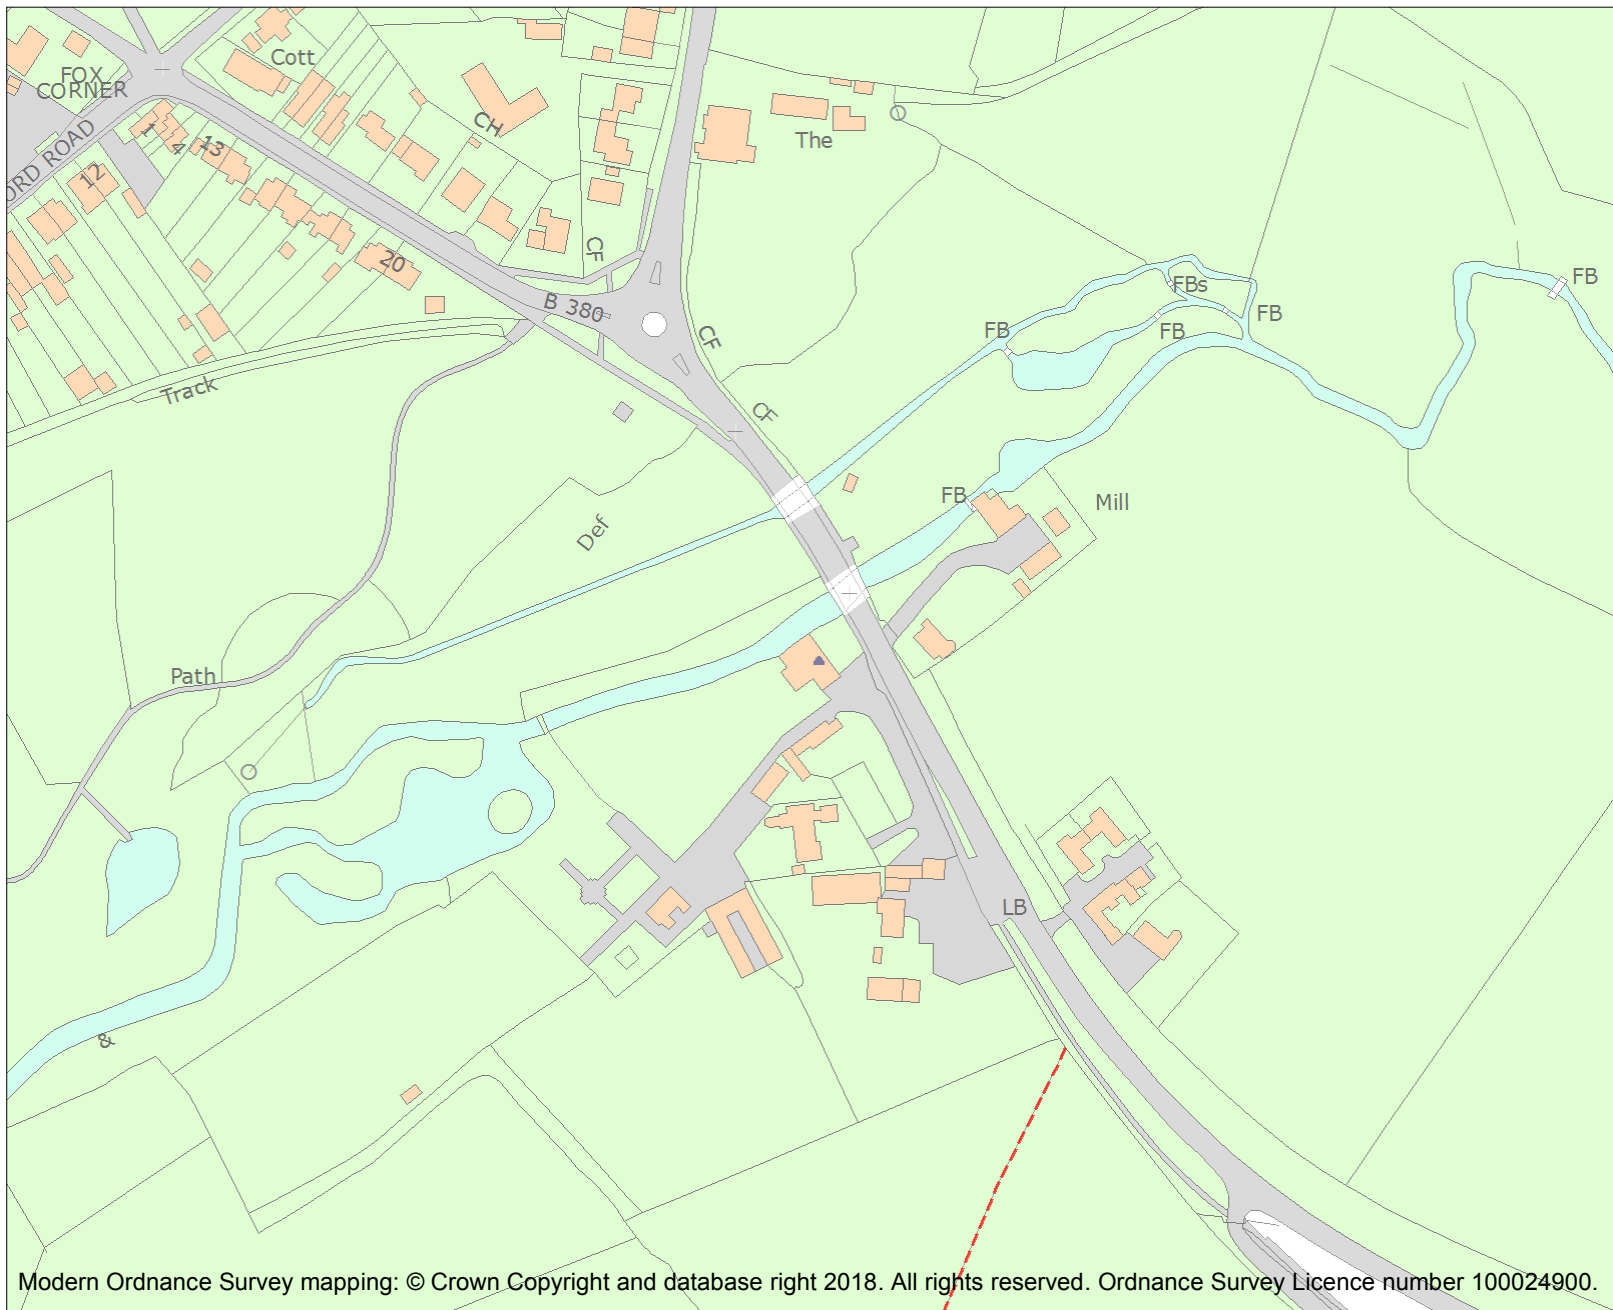 Cott
FOX
CORNER
ORD ROAD
1
4
13
12
20
CH
The
CF
B 380
CF
CF
Track
FBs
FB
FB
FB
FB
FB
Mill
Def
Path
LB
&
Modern Ordnance Survey mapping: © Crown Copyright and database right 2018. All rights reserved. Ordnance Survey Licence number 100024900.